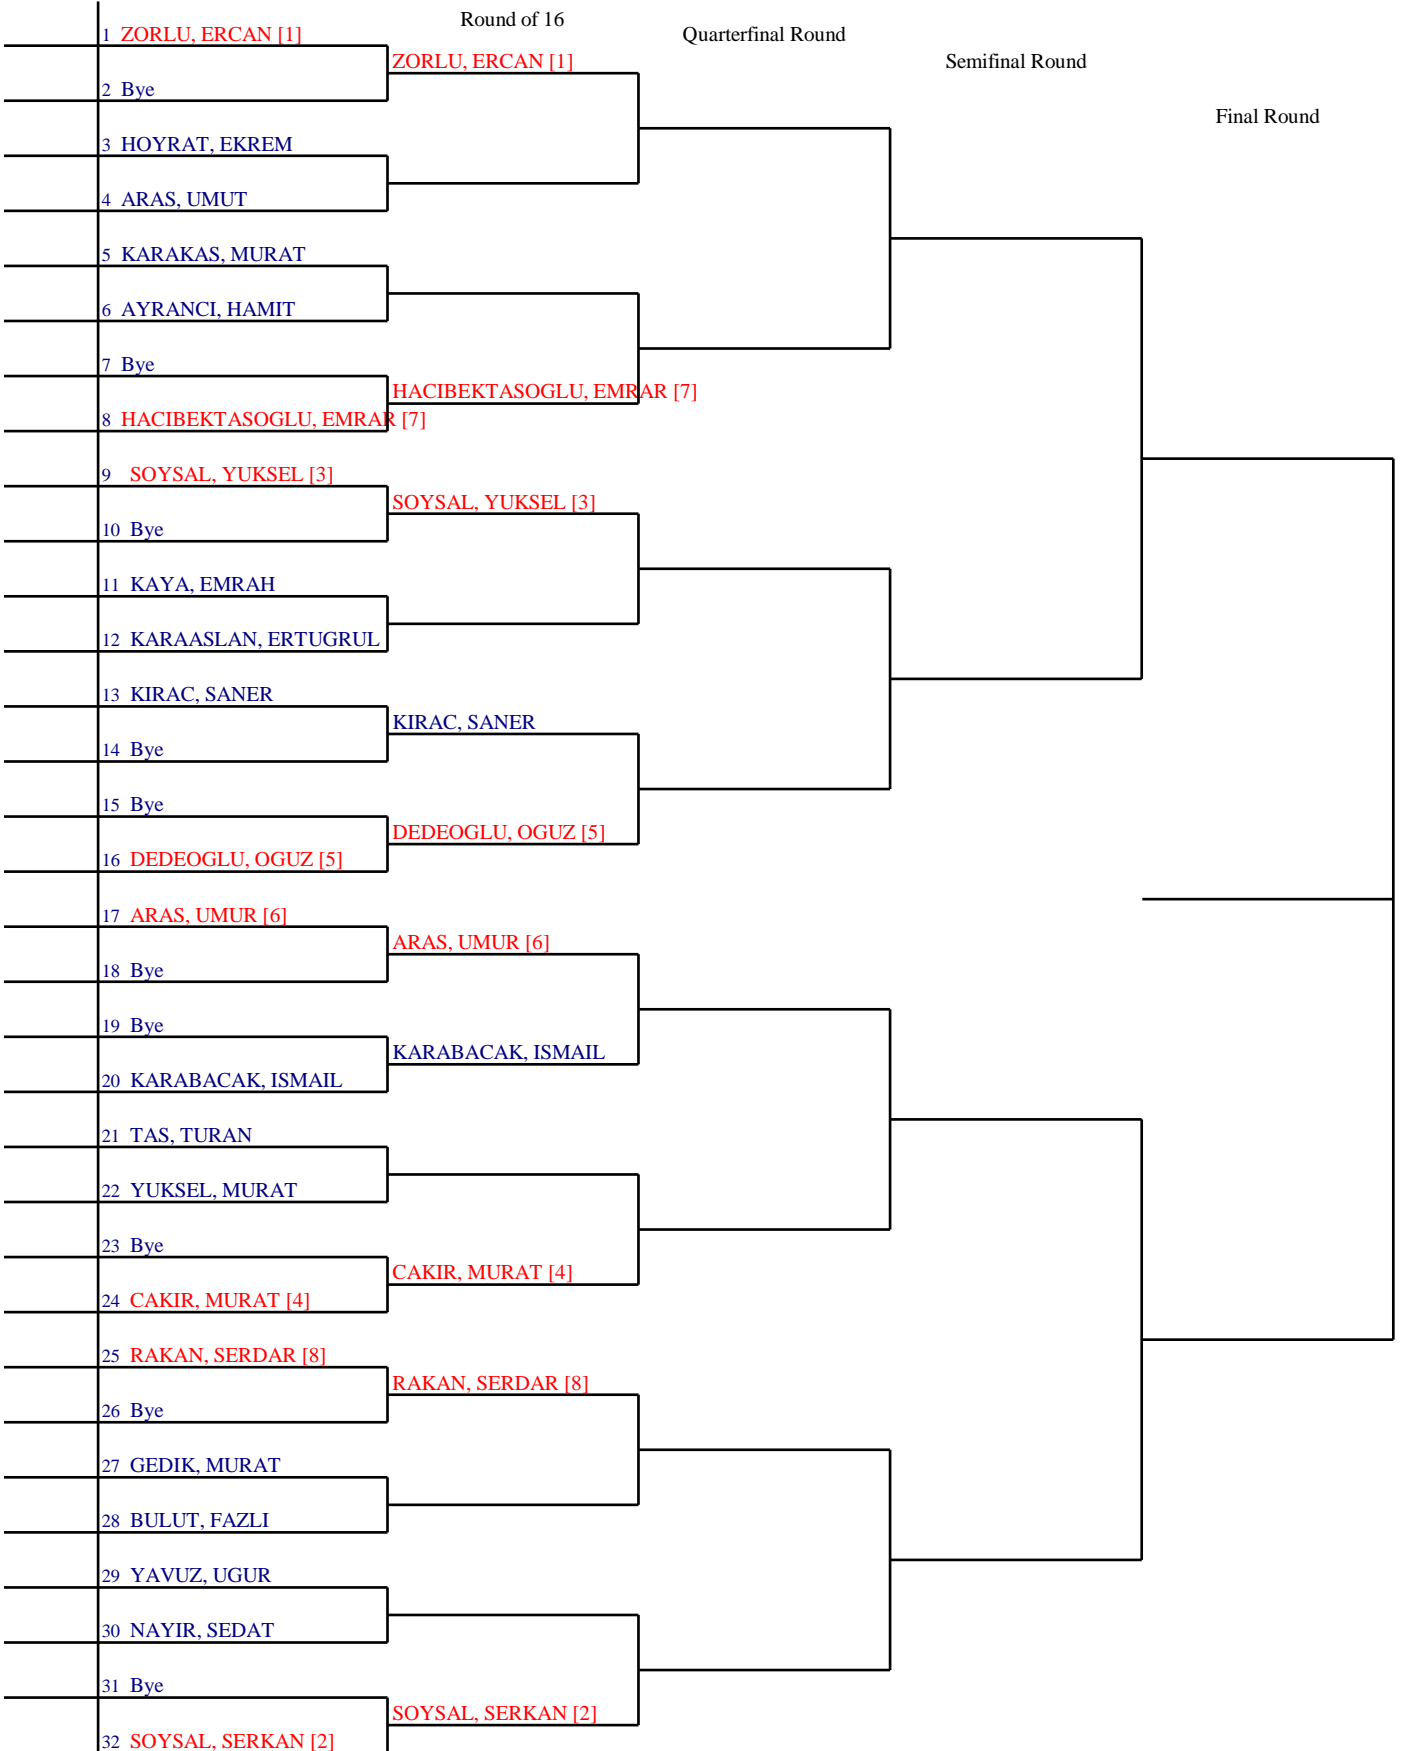 Round of 16
Quarterfinal Round
Semifinal Round
Final Round
1 ZORLU, ERCAN [1]
ZORLU, ERCAN [1]
2 Bye
3 HOYRAT, EKREM
4 ARAS, UMUT
5 KARAKAS, MURAT
6 AYRANCI, HAMIT
7 Bye
HACIBEKTASOGLU, EMRAR [7]
8 HACIBEKTASOGLU, EMRAR [7]
9 SOYSAL, YUKSEL [3]
SOYSAL, YUKSEL [3]
10 Bye
11 KAYA, EMRAH
12 KARAASLAN, ERTUGRUL
13 KIRAC, SANER
KIRAC, SANER
14 Bye
15 Bye
DEDEOGLU, OGUZ [5]
16 DEDEOGLU, OGUZ [5]
17 ARAS, UMUR [6]
ARAS, UMUR [6]
18 Bye
19 Bye
KARABACAK, ISMAIL
20 KARABACAK, ISMAIL
21 TAS, TURAN
22 YUKSEL, MURAT
23 Bye
CAKIR, MURAT [4]
24 CAKIR, MURAT [4]
25 RAKAN, SERDAR [8]
RAKAN, SERDAR [8]
26 Bye
27 GEDIK, MURAT
28 BULUT, FAZLI
29 YAVUZ, UGUR
30 NAYIR, SEDAT
31 Bye
SOYSAL, SERKAN [2]
32 SOYSAL, SERKAN [2]